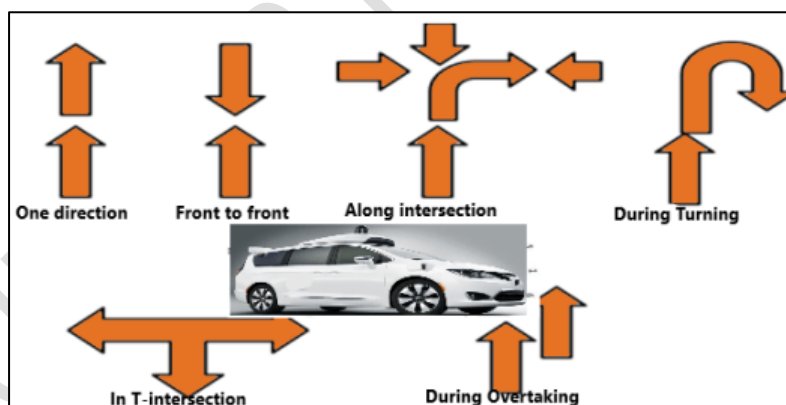 One direction
Front to front
Along intersection
During Turning
In T-intersection
During Overtaking